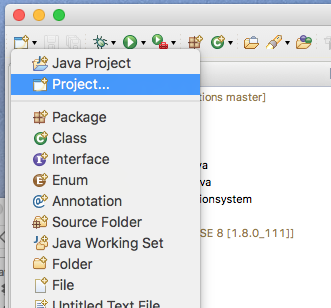 Java Project
Project...
tions master]
Package
Class
Interface
Enum
va
Annotation
va
Source Folder
onsystem
Java Working Set
SE 8 [1.8.0_111]]
Folder
File
Untitled Text File